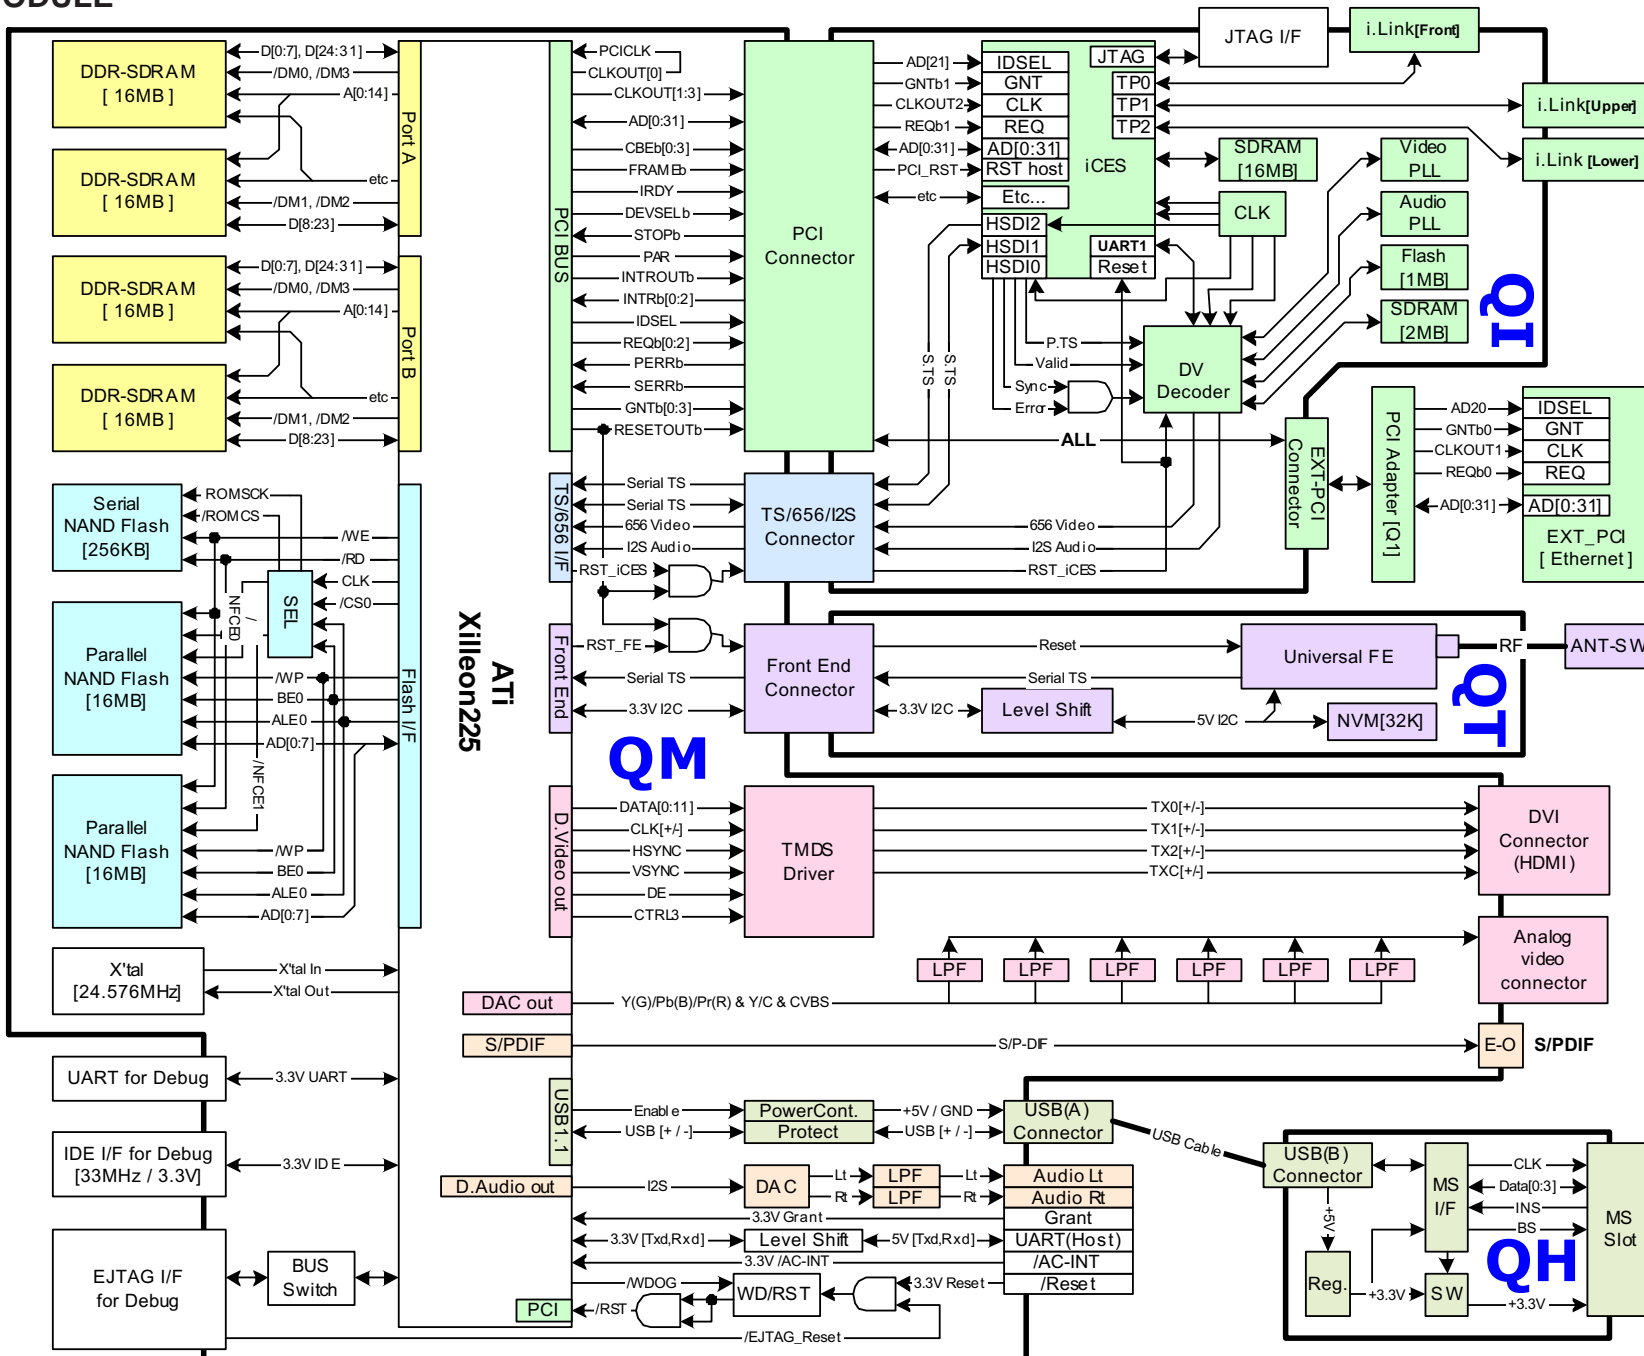 DDR-SDRAM
[ 16MB ]
D[0:7], D[24:31]
/DM0, /DM3
A[0:14]
DDR-SDRAM
[ 16MB ]
etc
/DM1, /DM2
D[8:23]
Port A
DDR-SDRAM
[ 16MB ]
D[0:7], D[24:31]
/DM0, /DM3
A[0:14]
DDR-SDRAM
[ 16MB ]
etc
/DM1, /DM2
D[8:23]
Port B
Serial
NAND Flash
[256KB]
ROMSCK
/ROMCS
/WE
/RD
CLK
/CS0
SEL
/
NFCE0
Parallel
NAND Flash
[16MB]
/WP
BE0
ALE0
AD[0:7]
/NFCE1
Parallel
NAND Flash
[16MB]
/WP
BE0
ALE0
AD[0:7]
Flash I/F
X'tal
[24.576MHz]
X'tal In
X'tal Out
UART for Debug
3.3V UART
IDE I/F for Debug
[33MHz / 3.3V]
3.3V IDE
EJTAG I/F
for Debug
BUS
Switch
ATi
Xilleon225
QM
PCI BUS
PCICLK
CLKOUT[0]
CLKOUT[1:3]
AD[0:31]
CBEb[0:3]
FRAMEb
IRDY
DEVSELb
STOPb
PAR
INTROUTb
INTRb[0:2]
IDSEL
REQb[0:2]
PERRb
SERRb
GNTb[0:3]
RESETOUTb
PCI
Connector
TS/656 I/F
Serial TS
Serial TS
656 Video
I2S Audio
RST_iCES
TS/656/I2S
Connector
Front End
RST_FE
Serial TS
3.3V I2C
Front End
Connector
D.Video out
DATA[0:11]
CLK[+/-]
HSYNC
VSYNC
DE
CTRL3
TMDS
Driver
TX0[+/-]
TX1[+/-]
TX2[+/-]
TXC[+/-]
DVI
Connector
(HDMI)
DAC out
Y(G)/Pb(B)/Pr(R) & Y/C & CVBS
LPF
LPF
LPF
LPF
LPF
LPF
Analog
video
connector
S/PDIF
S/P-DIF
E-O
S/PDIF
USB1.1
Enable
USB [+ / -]
PowerCont.
Protect
+5V / GND
USB [+ / -]
USB(A)
Connector
USB Cable
D.Audio out
I2S
DAC
Lt
Rt
LPF
LPF
Lt
Rt
Audio Lt
Audio Rt
3.3V Grant
Grant
3.3V [Txd,Rxd]
Level Shift
5V [Txd,Rxd]
UART(Host)
3.3V /AC-INT
/AC-INT
/WDOG
WD/RST
3.3V Reset
/Reset
PCI
/RST
/EJTAG_Reset
AD[21]
GNTb1
CLKOUT2
REQb1
AD[0:31]
PCI_RST
etc
IDSEL
GNT
CLK
REQ
AD[0:31]
RST host
Etc...
HSDI2
HSDI1
HSDI0
iCES
JTAG
TP0
TP1
TP2
UART1
Reset
JTAG I/F
i.Link[Front]
i.Link[Upper]
i.Link [Lower]
SDRAM
[16MB]
CLK
Video
PLL
Audio
PLL
Flash
[1MB]
SDRAM
[2MB]
QI
S.TS
S.TS
P.TS
Valid
Sync
Error
DV
Decoder
ALL
656 Video
I2S Audio
RST_iCES
EXT-PCI
Connector
PCI Adapter [Q1]
AD20
GNTb0
CLKOUT1
REQb0
AD[0:31]
IDSEL
GNT
CLK
REQ
AD[0:31]
EXT_PCI
[ Ethernet ]
Reset
Serial TS
3.3V I2C
Level Shift
5V I2C
Universal FE
NVM[32K]
RF
ANT-SW
QT
USB(B)
Connector
+5V
Reg.
+3.3V
MS
I/F
SW
CLK
Data[0:3]
INS
BS
+3.3V
MS
Slot
QH